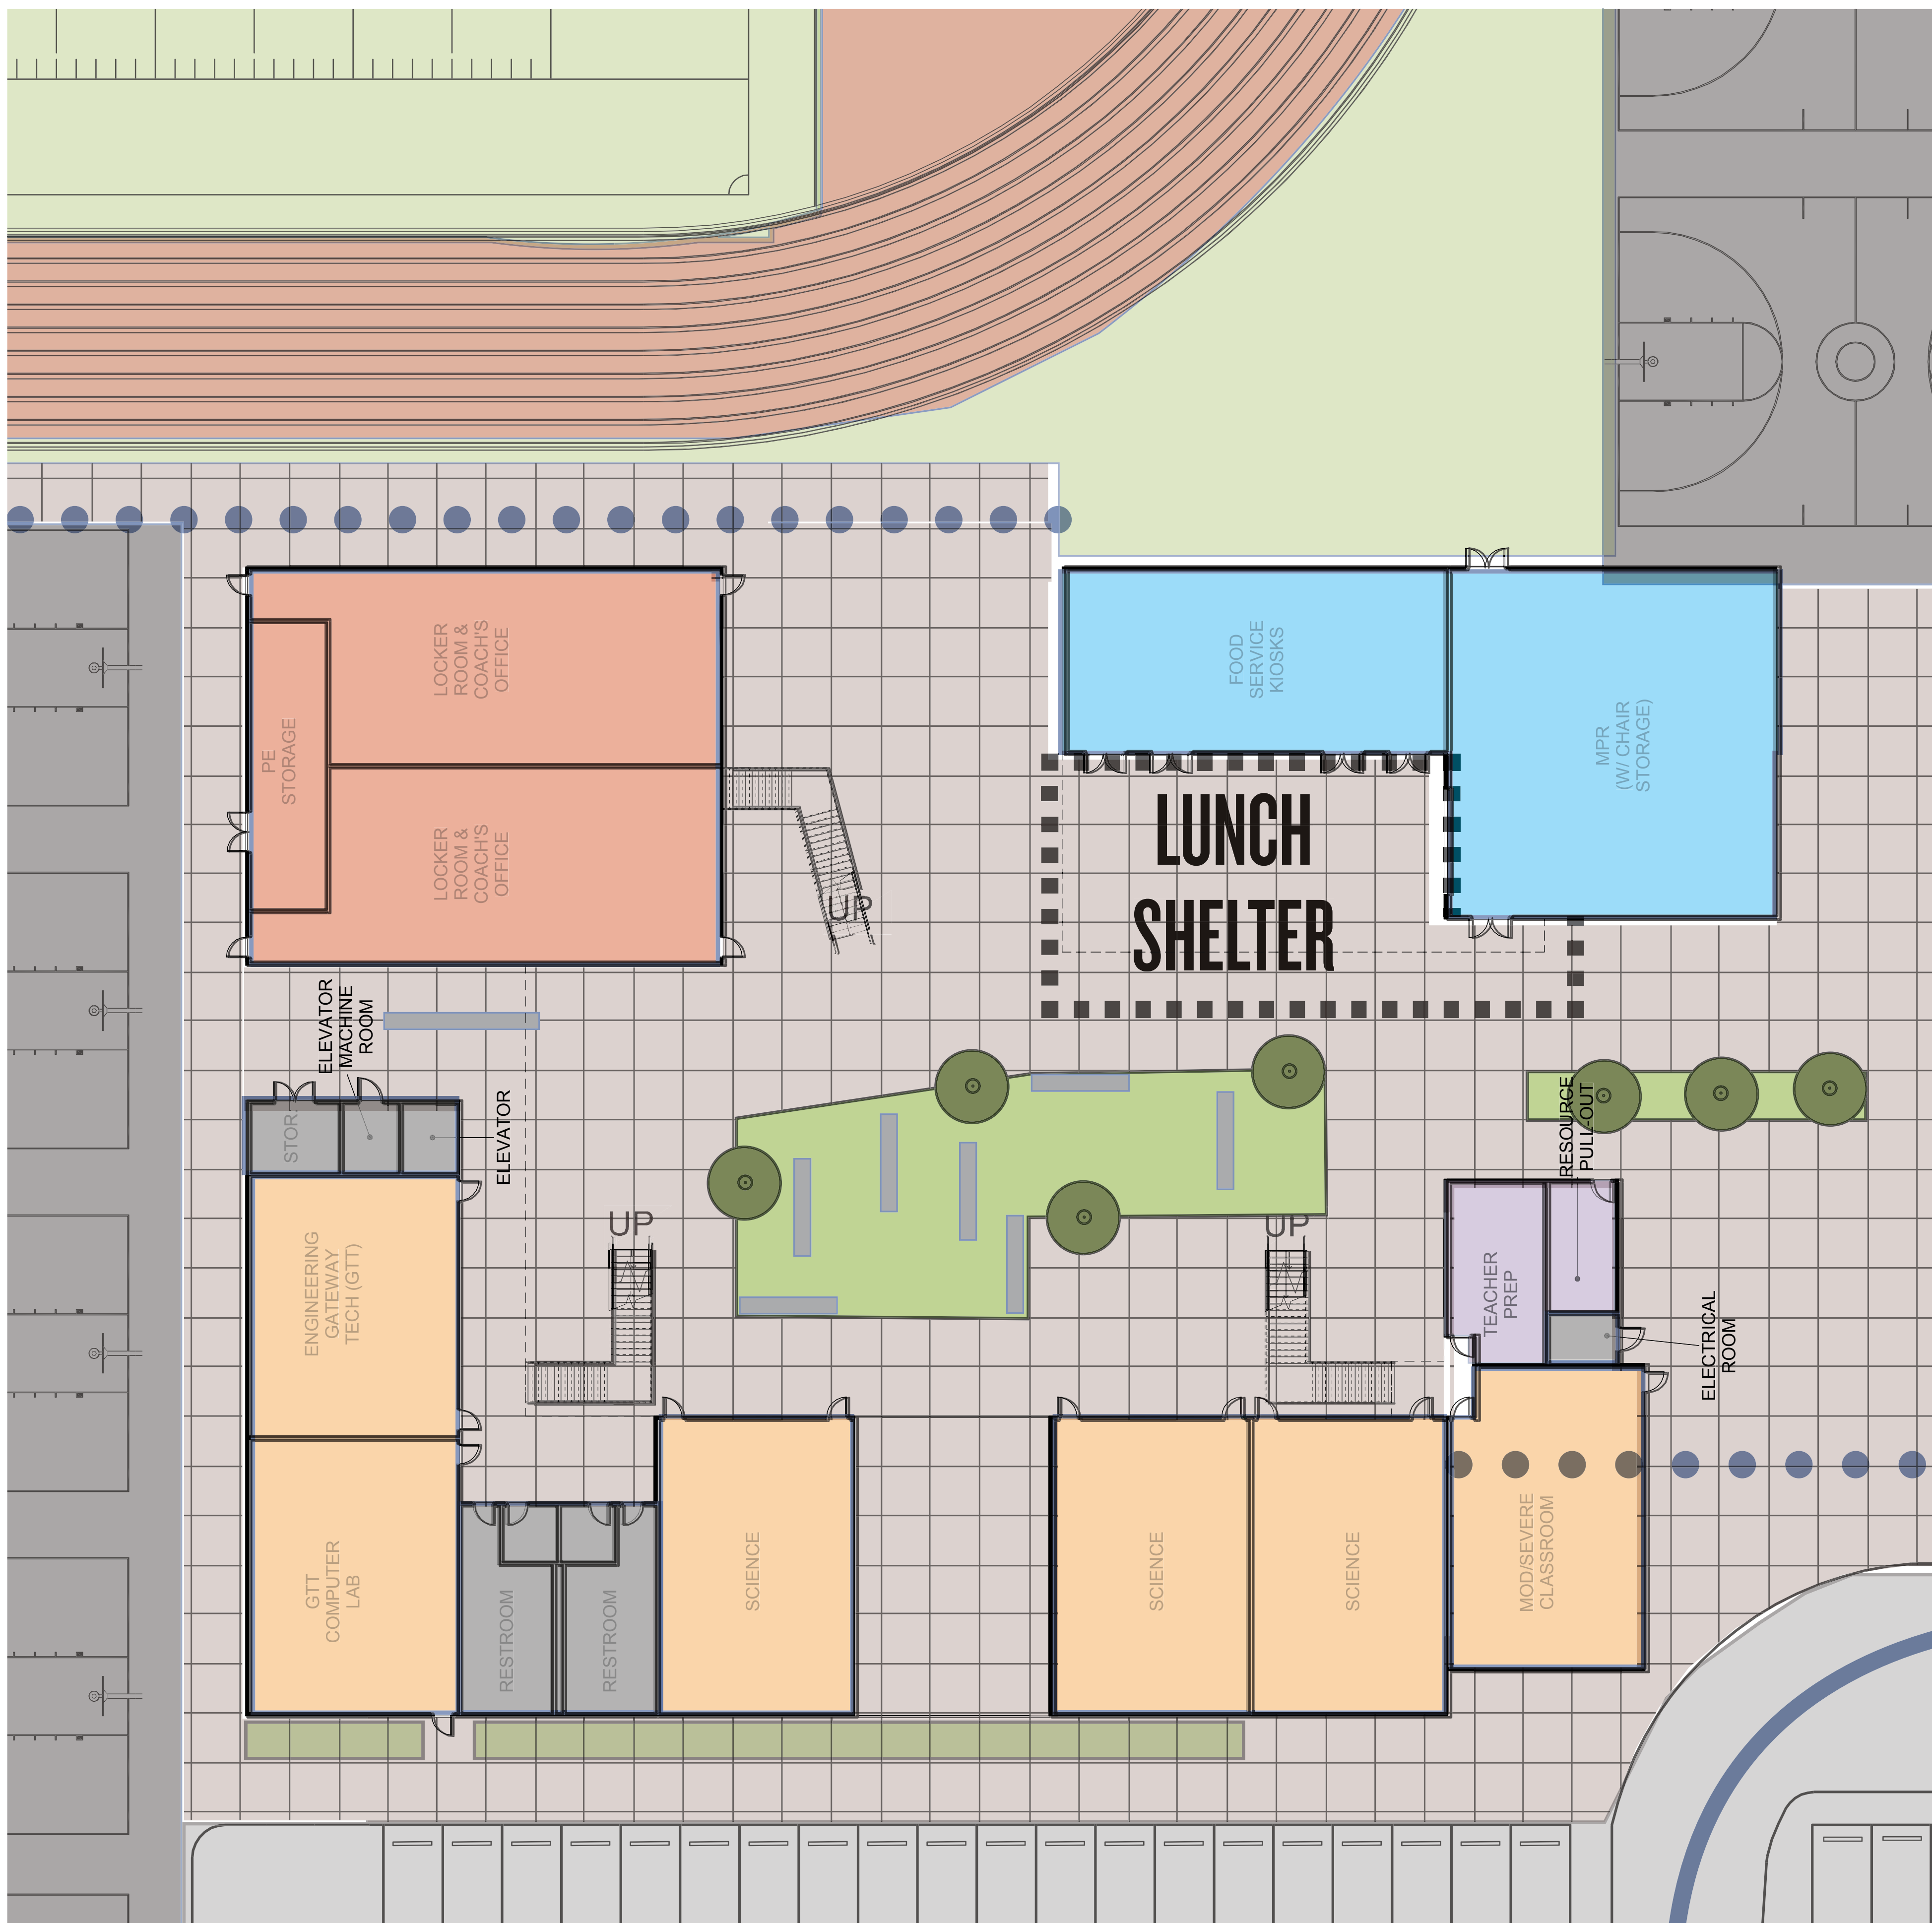 LOCKER
ROOM &
COACH'S
OFFICE
PE
STORAGE
LOCKER
ROOM &
COACH'S
OFFICE
UP
FOOD
SERVICE
KIOSKS
MPR
(W/ CHAIR
STORAGE)
LUNCH
SHELTER
ELEVATOR
MACHINE
ROOM
STOR.
ELEVATOR
ENGINEERING
GATEWAY
TECH (GTT)
UP
UP
RESOURCE
PULL-OUT
TEACHER
PREP
ELECTRICAL
ROOM
GTT
COMPUTER
LAB
RESTROOM
RESTROOM
SCIENCE
SCIENCE
SCIENCE
MOD/SEVERE
CLASSROOM